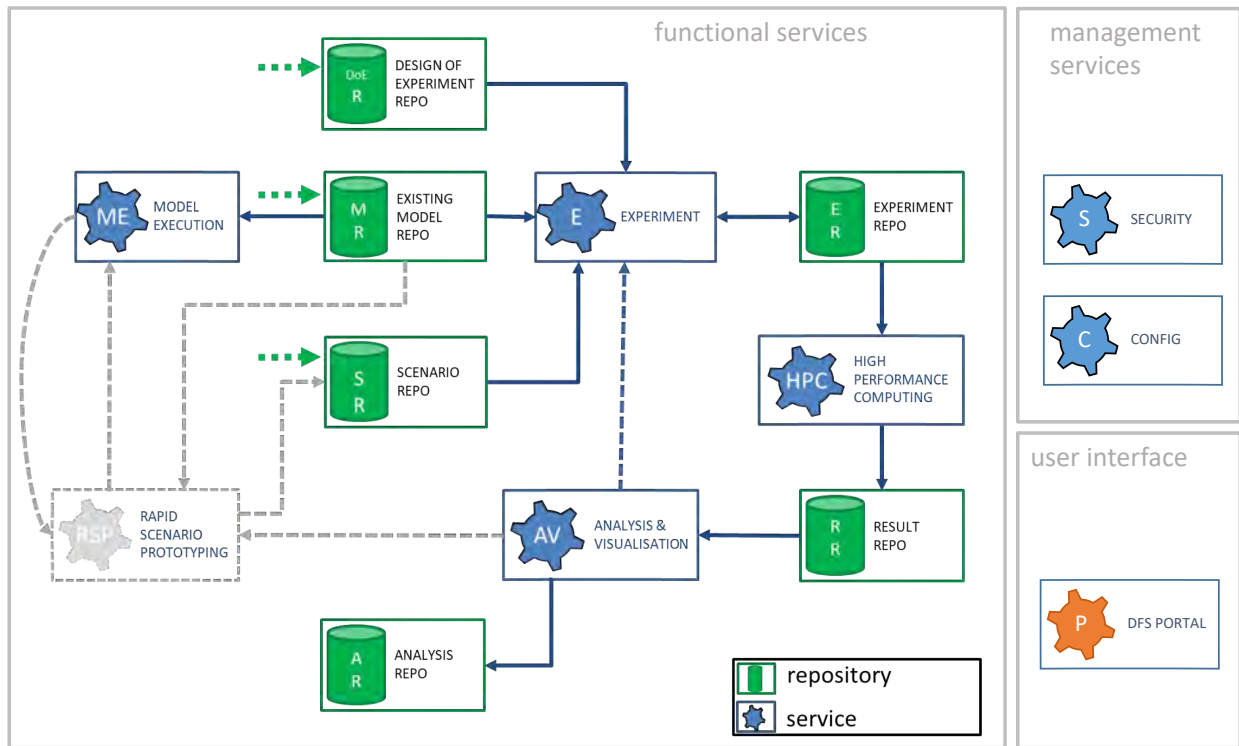 functional services
management
services
user interface
DoE
R
DESIGN OF
EXPERIMENT
REPO
ME
MODEL
EXECUTION
M
R
EXISTING
MODEL
REPO
E
EXPERIMENT
E
R
EXPERIMENT
REPO
S
SECURITY
C
CONFIG
S
R
SCENARIO
REPO
HPC
HIGH
PERFORMANCE
COMPUTING
RSP
RAPID
SCENARIO
PROTOTYPING
AV
ANALYSIS &
VISUALISATION
R
R
RESULT
REPO
P
DFS PORTAL
A
R
ANALYSIS
REPO
repository
service